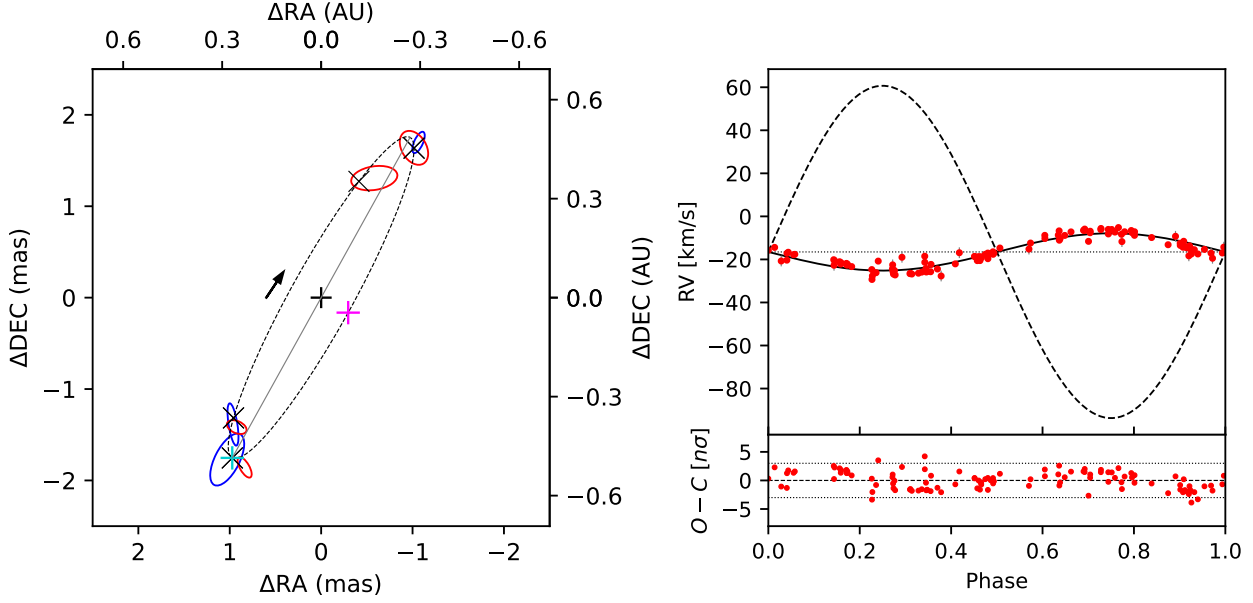 ΔRA (AU)
0.6 0.3 0.0 −0.3 −0.6
ΔDEC (mas)
2
1
0
−1
−2
0.6
0.3
0.0
−0.3
−0.6
ΔDEC (AU)
2 1 0 −1 −2
ΔRA (mas)
RV [km/s]
60
40
20
0
−20
−40
−60
−80
O − C [nσ]
5
0
−5
0.0 0.2 0.4 0.6 0.8 1.0
Phase